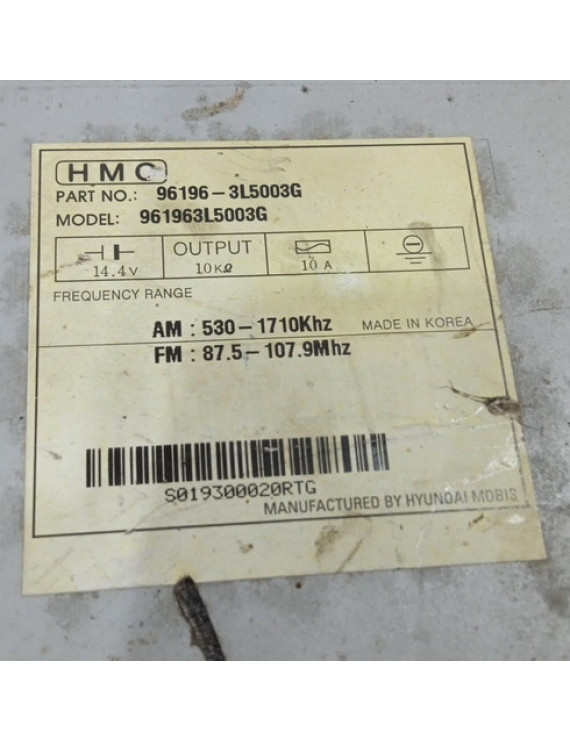 HMC
PART NO.: 96196-3L5003G
MODEL: 961963L5003G
14.4V
OUTPUT
10KΩ
10 A
FREQUENCY RANGE
AM : 530-1710Khz
MADE IN KOREA
FM : 87.5-107.9Mhz
S019300020RTG
MANUFACTURED BY HYUNDAI MOBIS